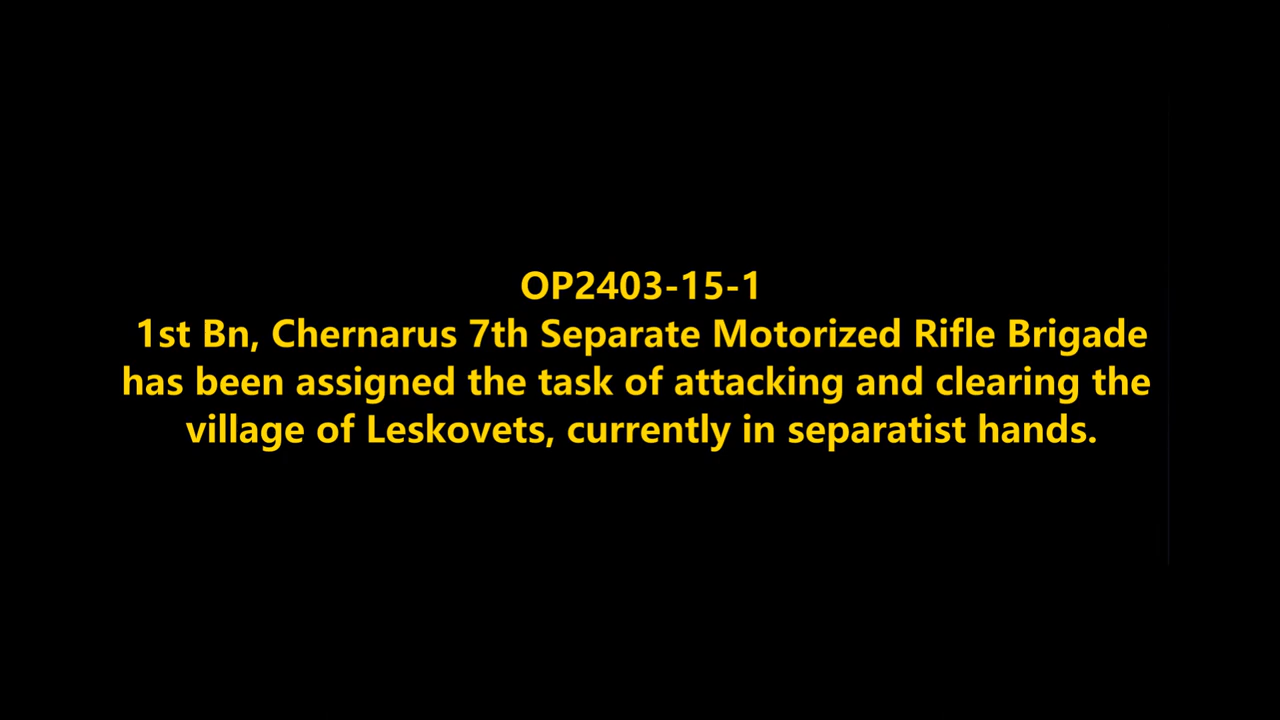 OP2403-15-1
1st Bn, Chernarus 7th Separate Motorized Rifle Brigade
has been assigned the task of attacking and clearing the
village of Leskovets, currently in separatist hands.